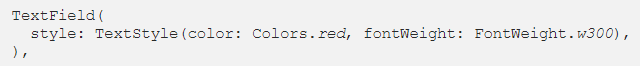 TextField(
  style: TextStyle(color: Colors.red, fontWeight: FontWeight.w300),
),